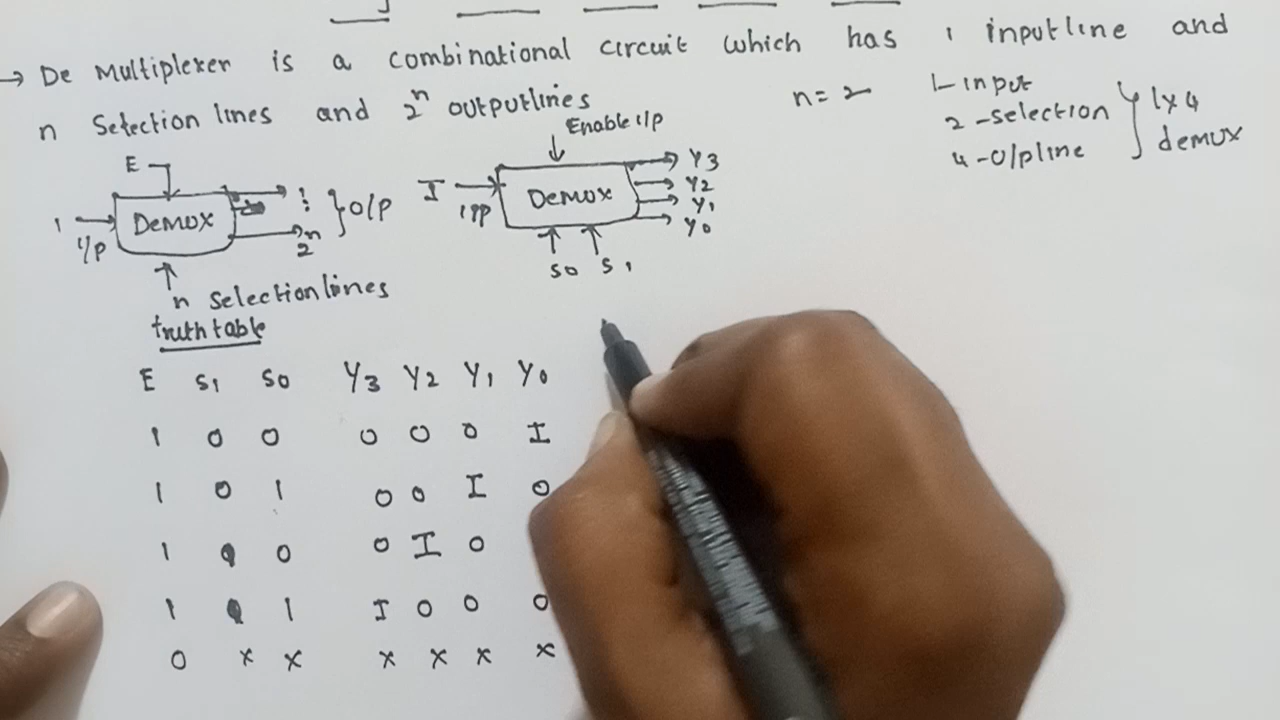 → De Multiplexer is a combinational circuit which has 1 inputline and
n Selection lines and 2ⁿ outputlines
n=2
1-input
2-selection
4-o/pline
1x4
demux
E
1
i/p
Demux
2ⁿ
}o/p
n selectionlines
Enable i/p
I
i/p
Demux
Y3
Y2
Y1
Y0
S0 S1
truth table
E S1 S0 Y3 Y2 Y1 Y0
1 0 0 0 0 0 I
1 0 1 0 0 I 0
1 1 0 0 I 0
1 1 1 I 0 0 0
0 x x x x x x